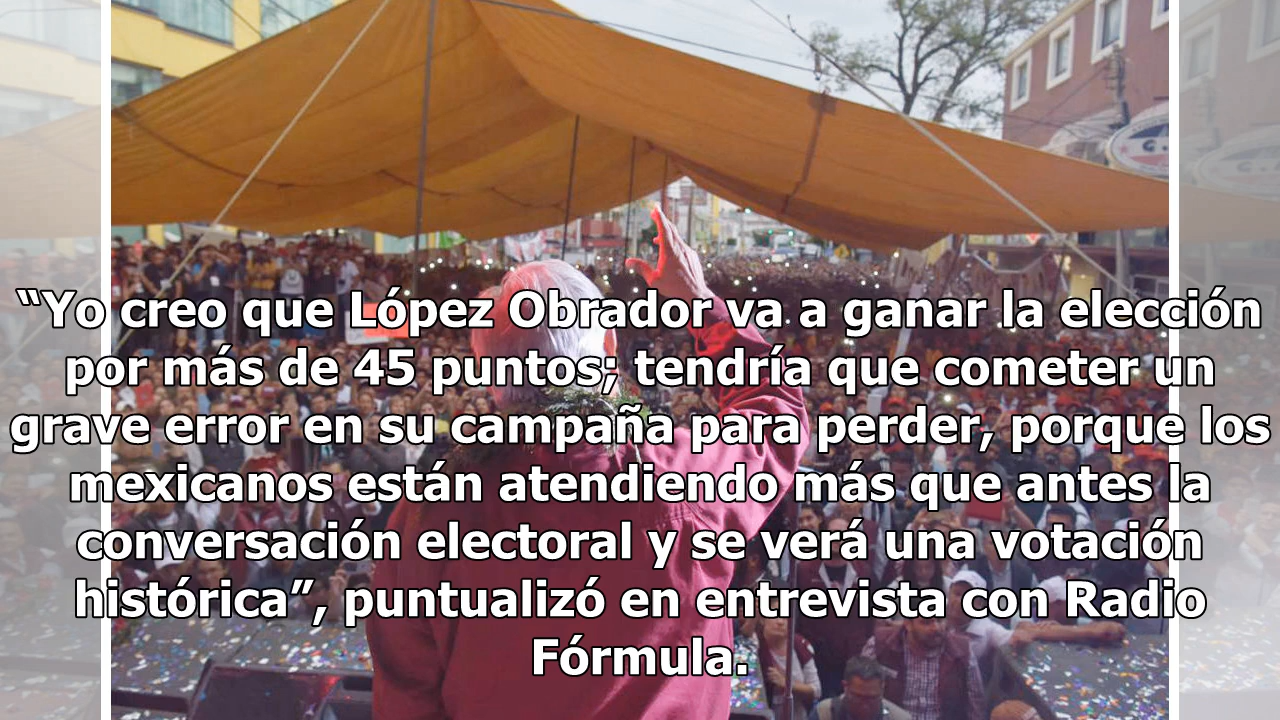 “Yo creo que López Obrador va a ganar la elección
por más de 45 puntos; tendría que cometer un
grave error en su campaña para perder, porque los
mexicanos están atendiendo más que antes la
conversación electoral y se verá una votación
histórica”, puntualizó en entrevista con Radio
Fórmula.